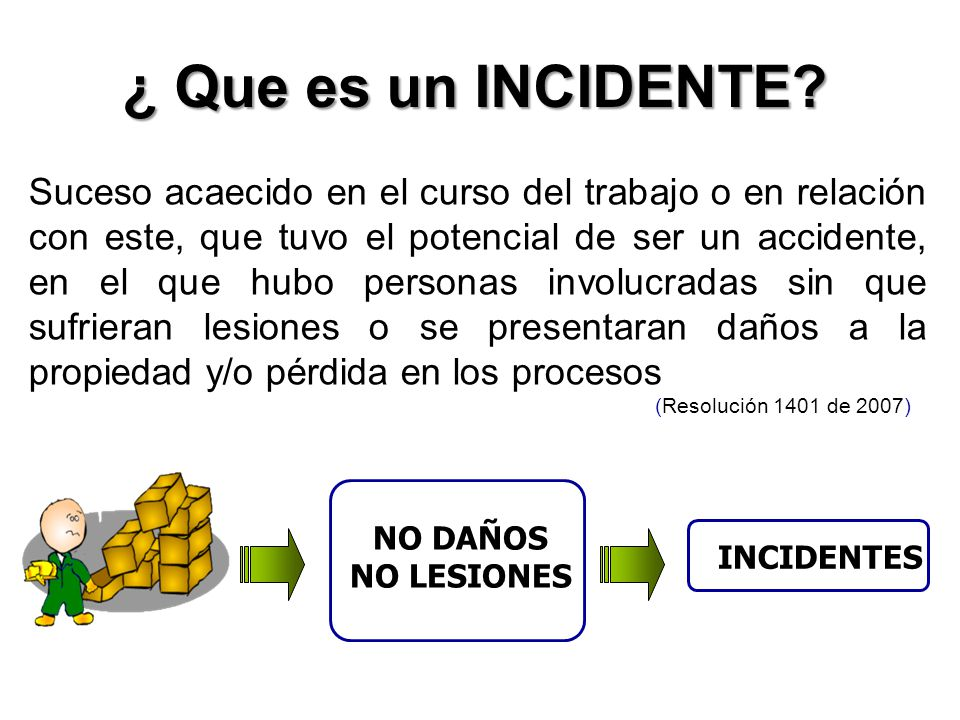 ¿ Que es un INCIDENTE?
Suceso acaecido en el curso del trabajo o en relación
con este, que tuvo el potencial de ser un accidente,
en el que hubo personas involucradas sin que
sufrieran lesiones o se presentaran daños a la
propiedad y/o pérdida en los procesos
(Resolución 1401 de 2007)
NO DAÑOS
NO LESIONES
INCIDENTES